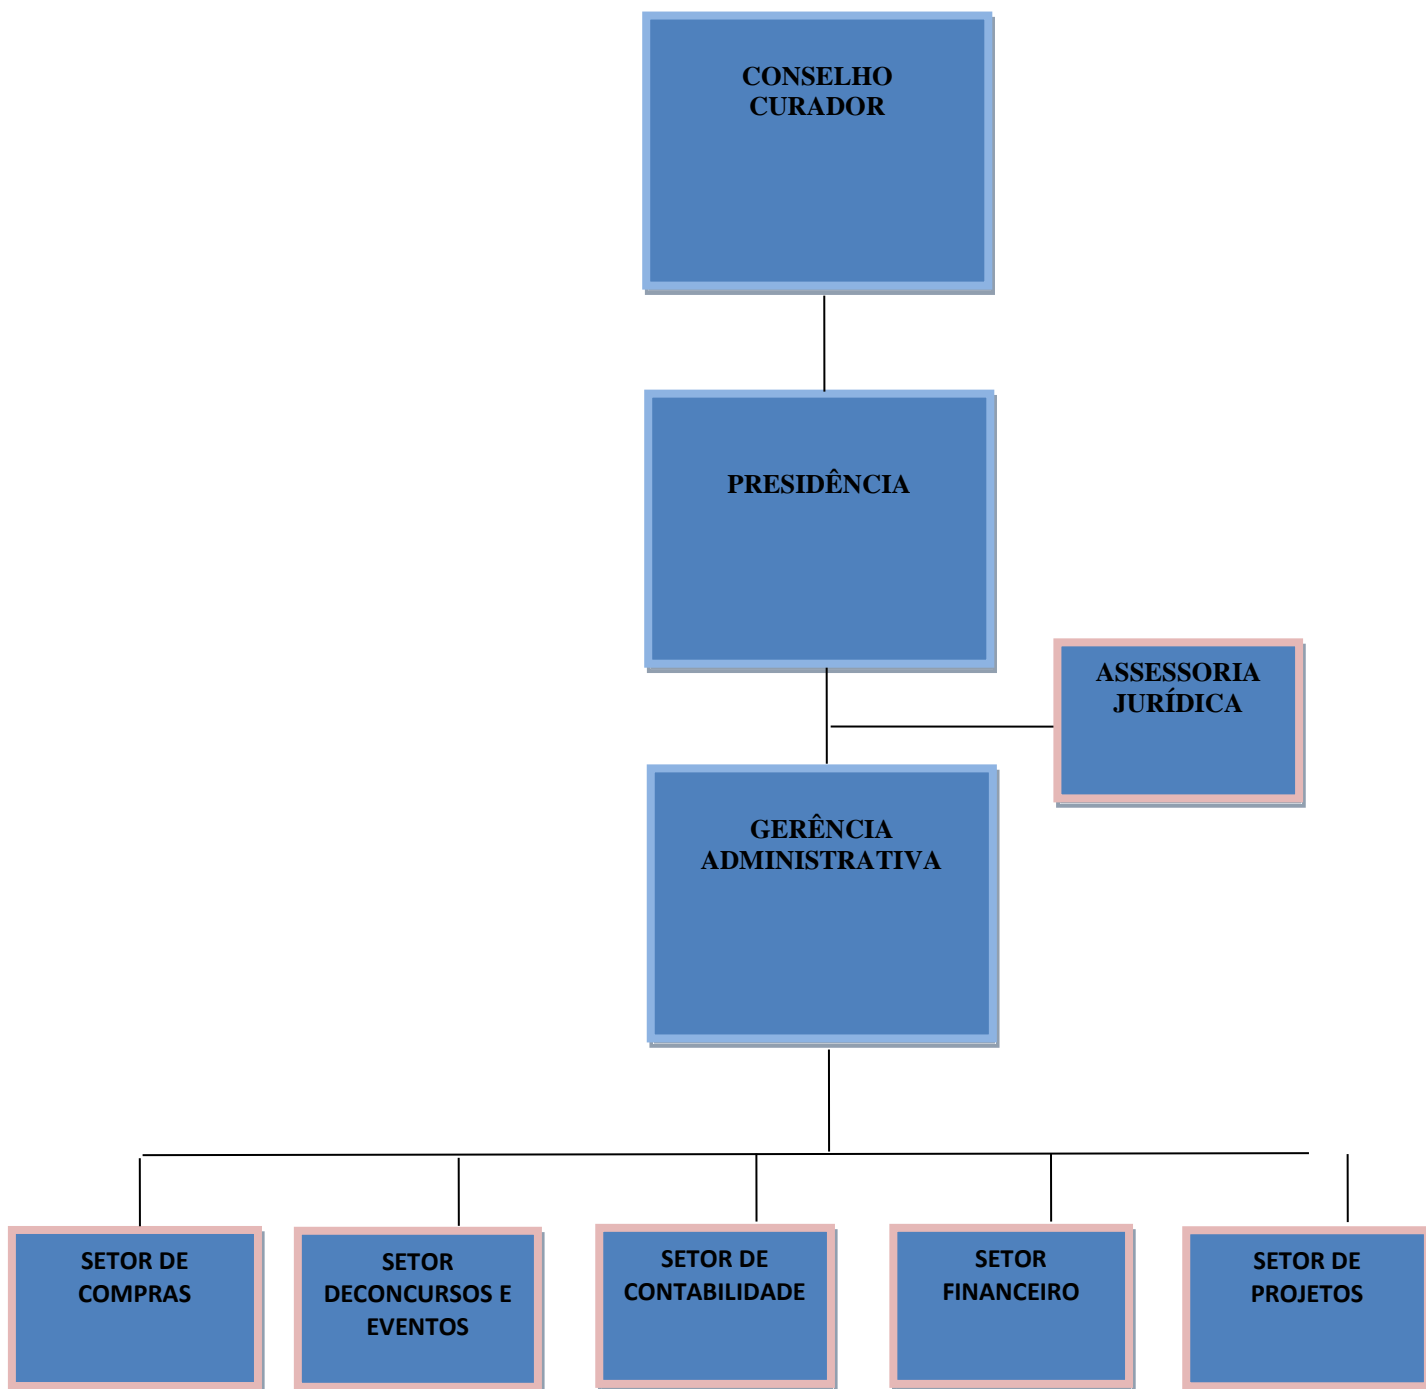 CONSELHO
CURADOR
PRESIDÊNCIA
ASSESSORIA
JURÍDICA
GERÊNCIA
ADMINISTRATIVA
SETOR DE
COMPRAS
SETOR
DECONCURSOS E
EVENTOS
SETOR DE
CONTABILIDADE
SETOR
FINANCEIRO
SETOR DE
PROJETOS